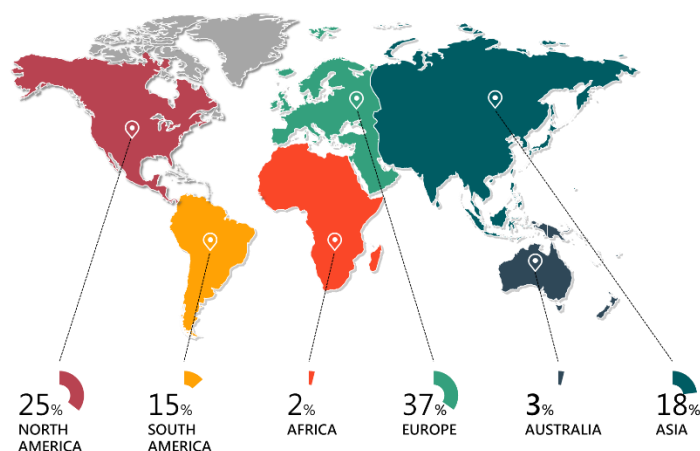 25% 15% 2% 37% 3% 18%
NORTH SOUTH AFRICA EUROPE AUSTRALIA ASIA
AMERICA AMERICA